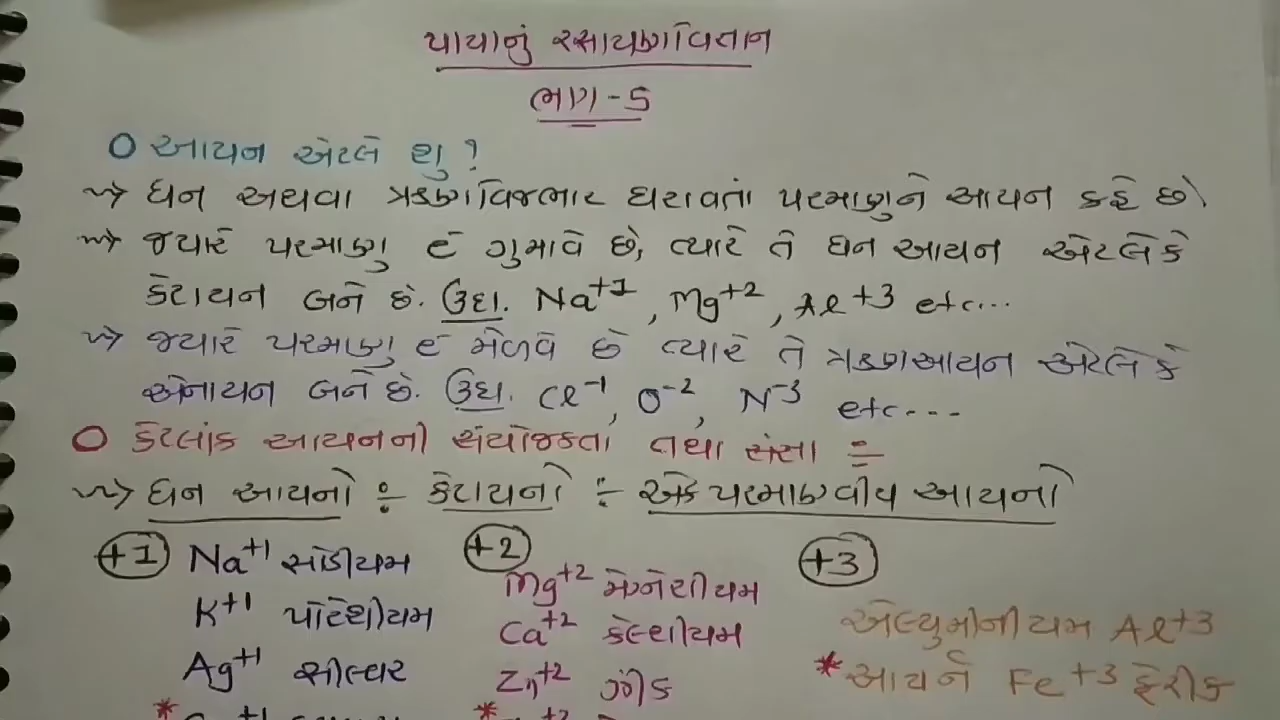 પાયાનું રસાયણવિજ્ઞાન
ભાગ - 5
O આયન એટલે શુ ?
ધન અથવા ઋણવિજભાર ધરાવતાં પરમાણુને આયન કહે છે.
જ્યારે પરમાણુ e⁻ ગુમાવે છે, ત્યારે તે ધન આયન એટલેકે
કેટાયન બને છે. ઉદા. Na⁺¹, Mg⁺², Al⁺³ etc...
જ્યારે પરમાણુ e⁻ મેળવે છે ત્યારે તે ઋણઆયન એટલેકે
એનાયન બને છે. ઉદા. Cl⁻¹, O⁻², N⁻³ etc----
O કેટલાંક આયનની સંયોજકતા તથા સંજ્ઞા ÷
ધન આયનો ÷ કેટાયનો ÷ એક પરમાણ્વીય આયનો
+1 +2 +3
Na⁺¹ સોડીયમ Mg⁺² મેગ્નેસીયમ એલ્યુમીનીયમ Al⁺³
K⁺¹ પોટેશીયમ Ca⁺² કેલ્શીયમ * આયર્ન Fe⁺³ ફેરીક
Ag⁺¹ સીલ્વર Zn⁺² ઝીંક
* *